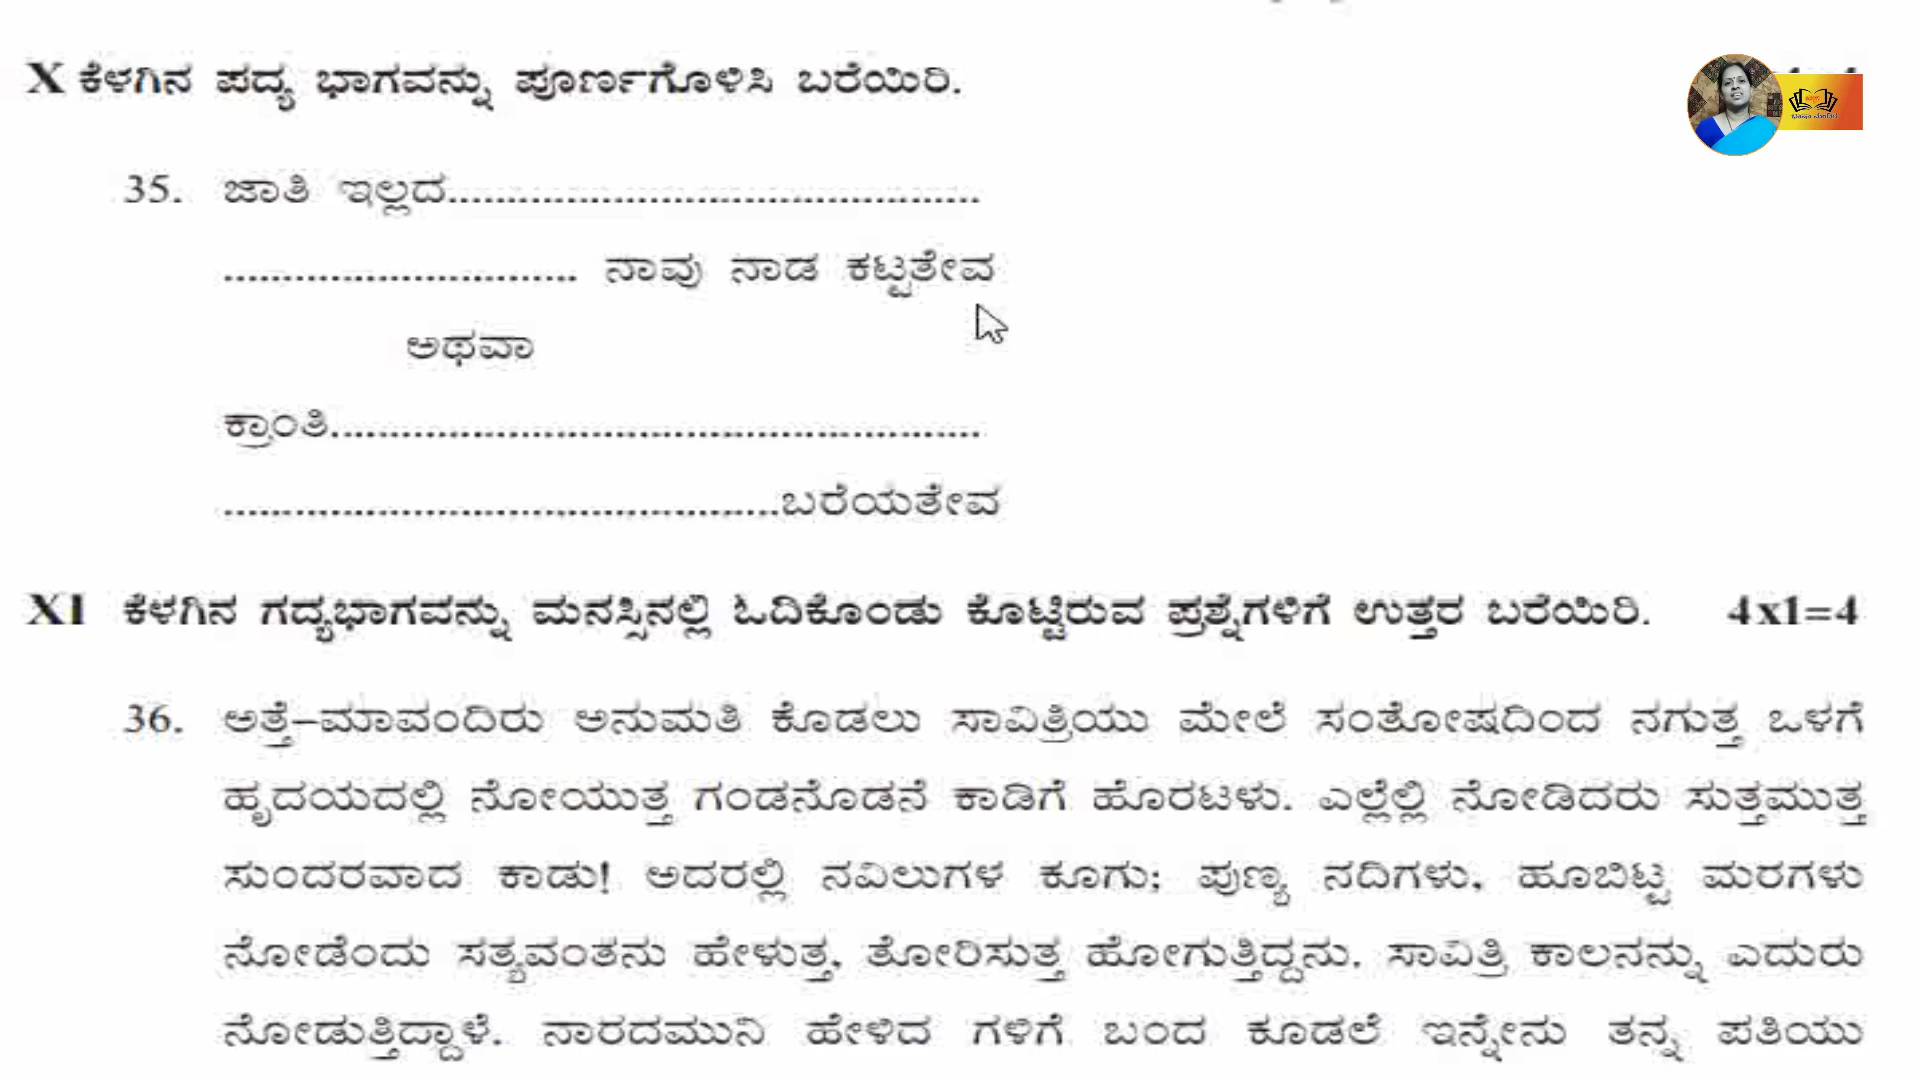 X ಕೆಳಗಿನ ಪದ್ಯ ಭಾಗವನ್ನು ಪೂರ್ಣಗೊಳಿಸಿ ಬರೆಯಿರಿ.
35. ಜಾತಿ ಇಲ್ಲದ.............................................
................................ ನಾವು ನಾಡ ಕಟ್ಟತೇವ
ಅಥವಾ
ಕ್ರಾಂತಿ.......................................................
...............................................ಬರೆಯತೇವ
XI ಕೆಳಗಿನ ಗದ್ಯಭಾಗವನ್ನು ಮನಸ್ಸಿನಲ್ಲಿ ಓದಿಕೊಂಡು ಕೊಟ್ಟಿರುವ ಪ್ರಶ್ನೆಗಳಿಗೆ ಉತ್ತರ ಬರೆಯಿರಿ. 4x1=4
36. ಅತ್ತೆ–ಮಾವಂದಿರು ಅನುಮತಿ ಕೊಡಲು ಸಾವಿತ್ರಿಯು ಮೇಲೆ ಸಂತೋಷದಿಂದ ನಗುತ್ತ ಒಳಗೆ
ಹೃದಯದಲ್ಲಿ ನೋಯುತ್ತ ಗಂಡನೊಡನೆ ಕಾಡಿಗೆ ಹೊರಟಳು. ಎಲ್ಲೆಲ್ಲಿ ನೋಡಿದರು ಸುತ್ತಮುತ್ತ
ಸುಂದರವಾದ ಕಾಡು! ಅದರಲ್ಲಿ ನವಿಲುಗಳ ಕೂಗು; ಪುಣ್ಯ ನದಿಗಳು, ಹೂಬಿಟ್ಟ ಮರಗಳು
ನೋಡೆಂದು ಸತ್ಯವಂತನು ಹೇಳುತ್ತ, ತೋರಿಸುತ್ತ ಹೋಗುತ್ತಿದ್ದನು. ಸಾವಿತ್ರಿ ಕಾಲನನ್ನು ಎದುರು
ನೋಡುತ್ತಿದ್ದಾಳೆ. ನಾರದಮುನಿ ಹೇಳಿದ ಗಳಿಗೆ ಬಂದ ಕೂಡಲೆ ಇನ್ನೇನು ತನ್ನ ಪತಿಯು